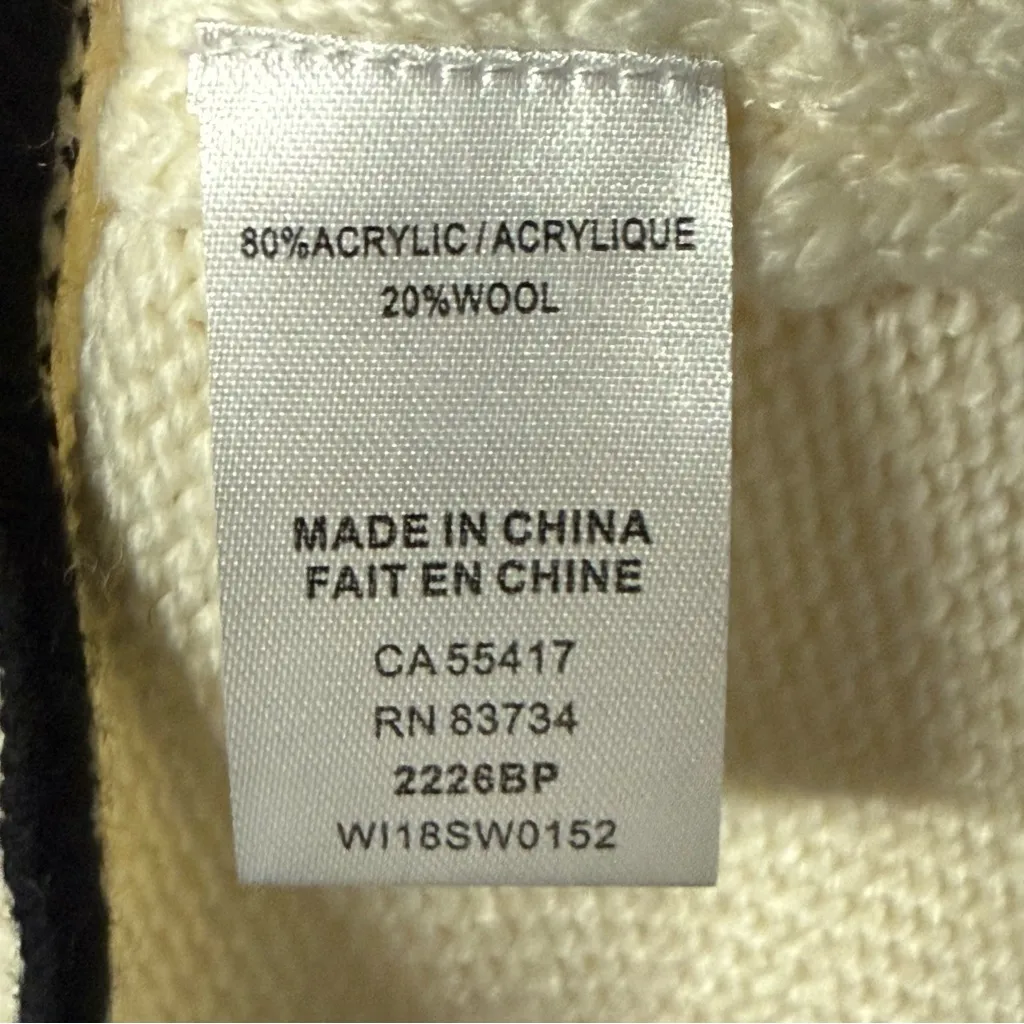 80%ACRYLIC/ACRYLIQUE
20%WOOL
MADE IN CHINA
FAIT EN CHINE
CA 55417
RN 83734
2226BP
WI18SW0152